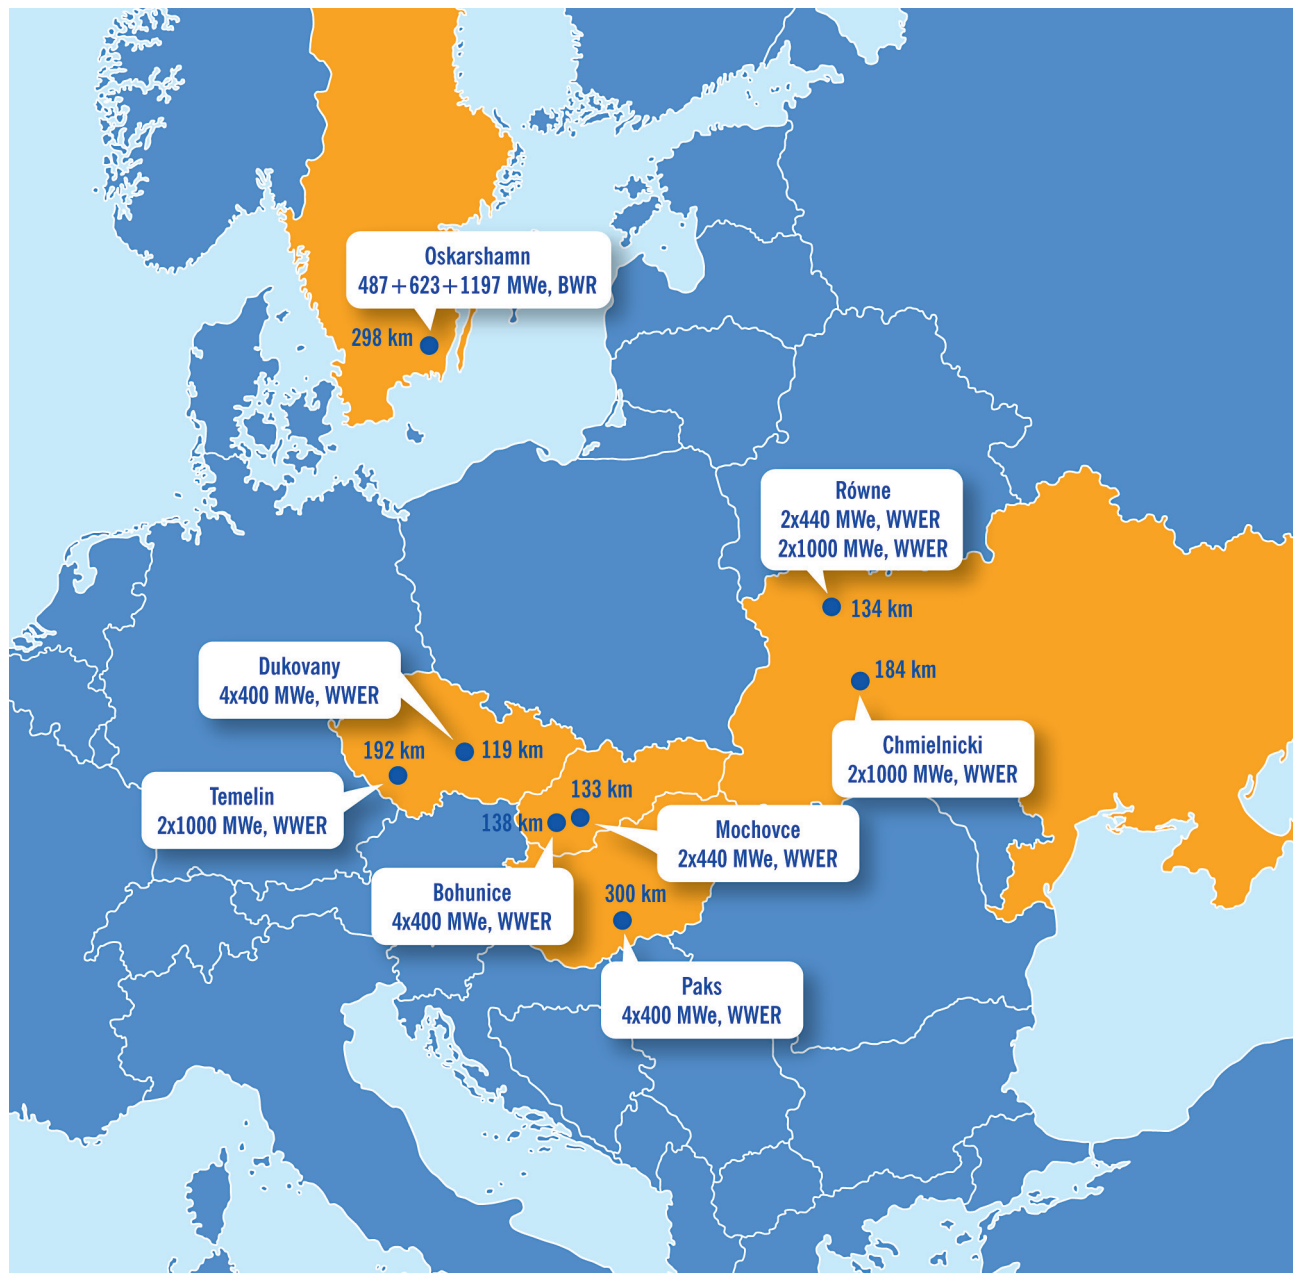 Oskarshamn
487+623+1197 MWe, BWR
298 km
Równe
2x440 MWe, WWER
2x1000 MWe, WWER
134 km
184 km
Chmielnicki
2x1000 MWe, WWER
Dukovany
4x400 MWe, WWER
192 km
119 km
Temelin
2x1000 MWe, WWER
133 km
138 km
Mochovce
2x440 MWe, WWER
Bohunice
4x400 MWe, WWER
300 km
Paks
4x400 MWe, WWER